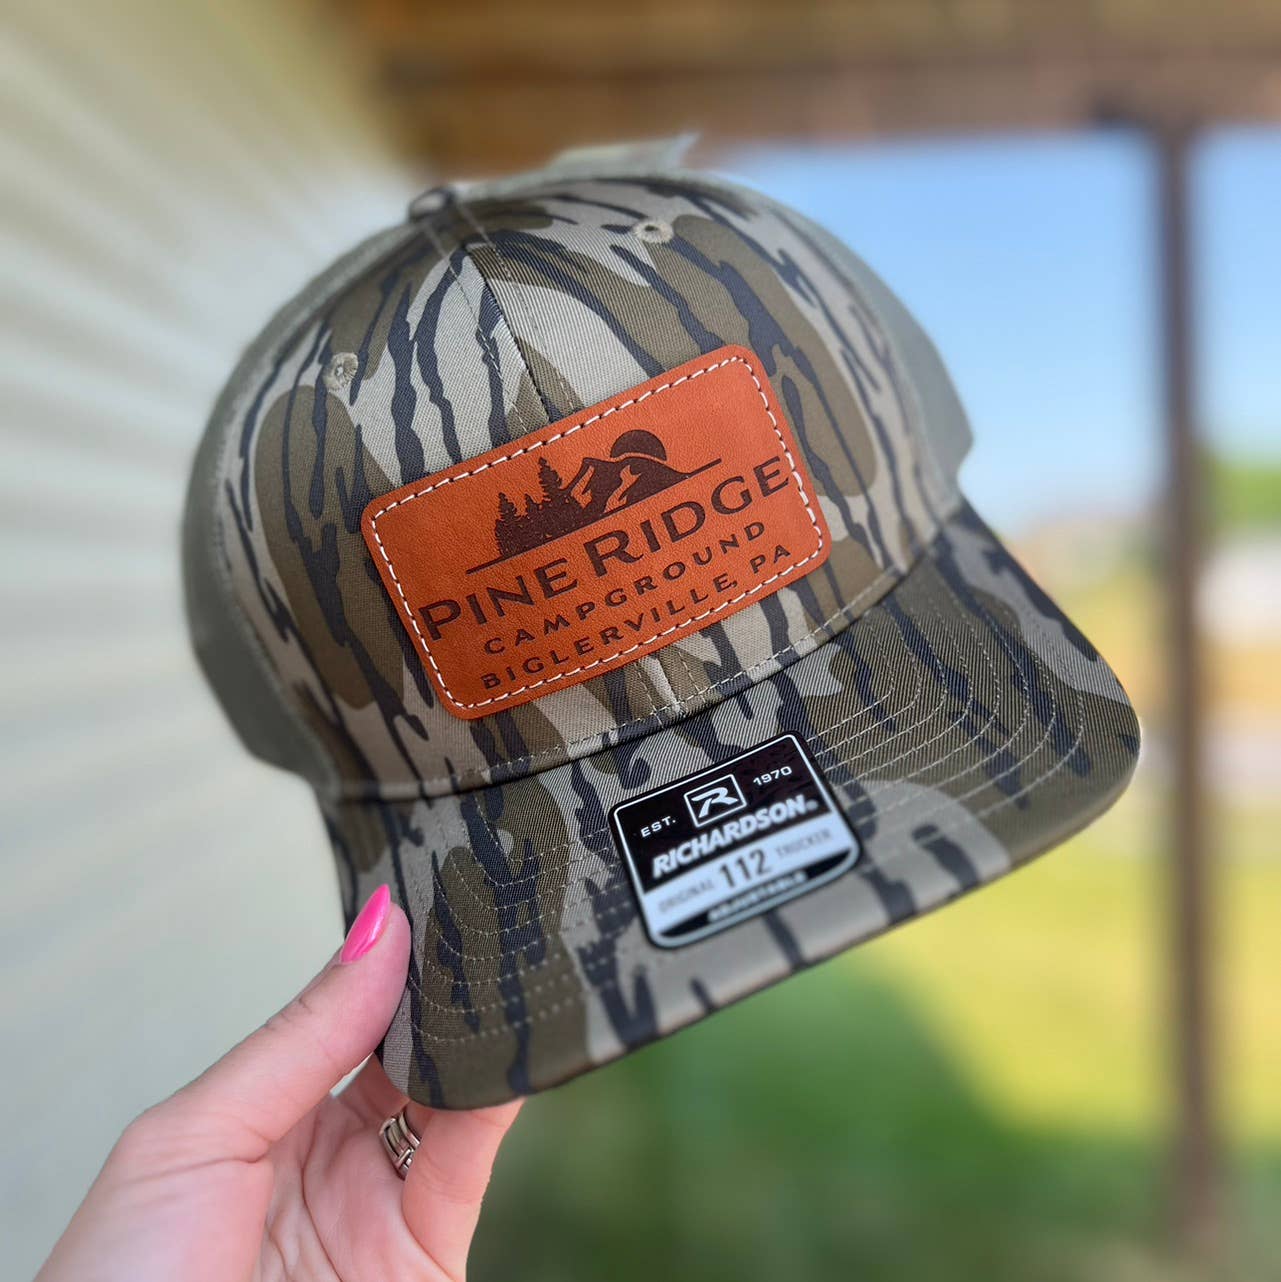 PINE RIDGE
CAMPGROUND
BIGLERVILLE, PA
EST. R 1970
RICHARDSON®
ORIGINAL 112 TRUCKER
ADJUSTABLE